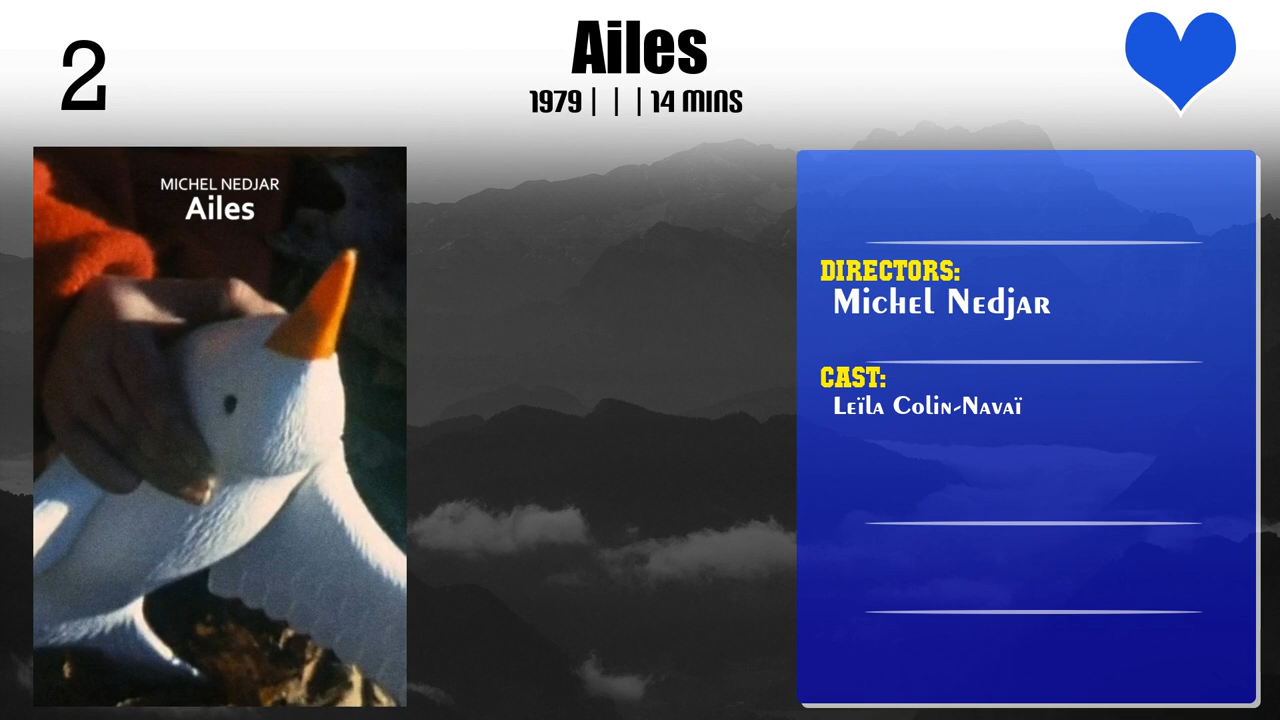 2
Ailes
1979 | | | 14 MINS
MICHEL NEDJAR
Ailes
DIRECTORS:
Michel Nedjar
CAST:
Leïla Colin-Navaï